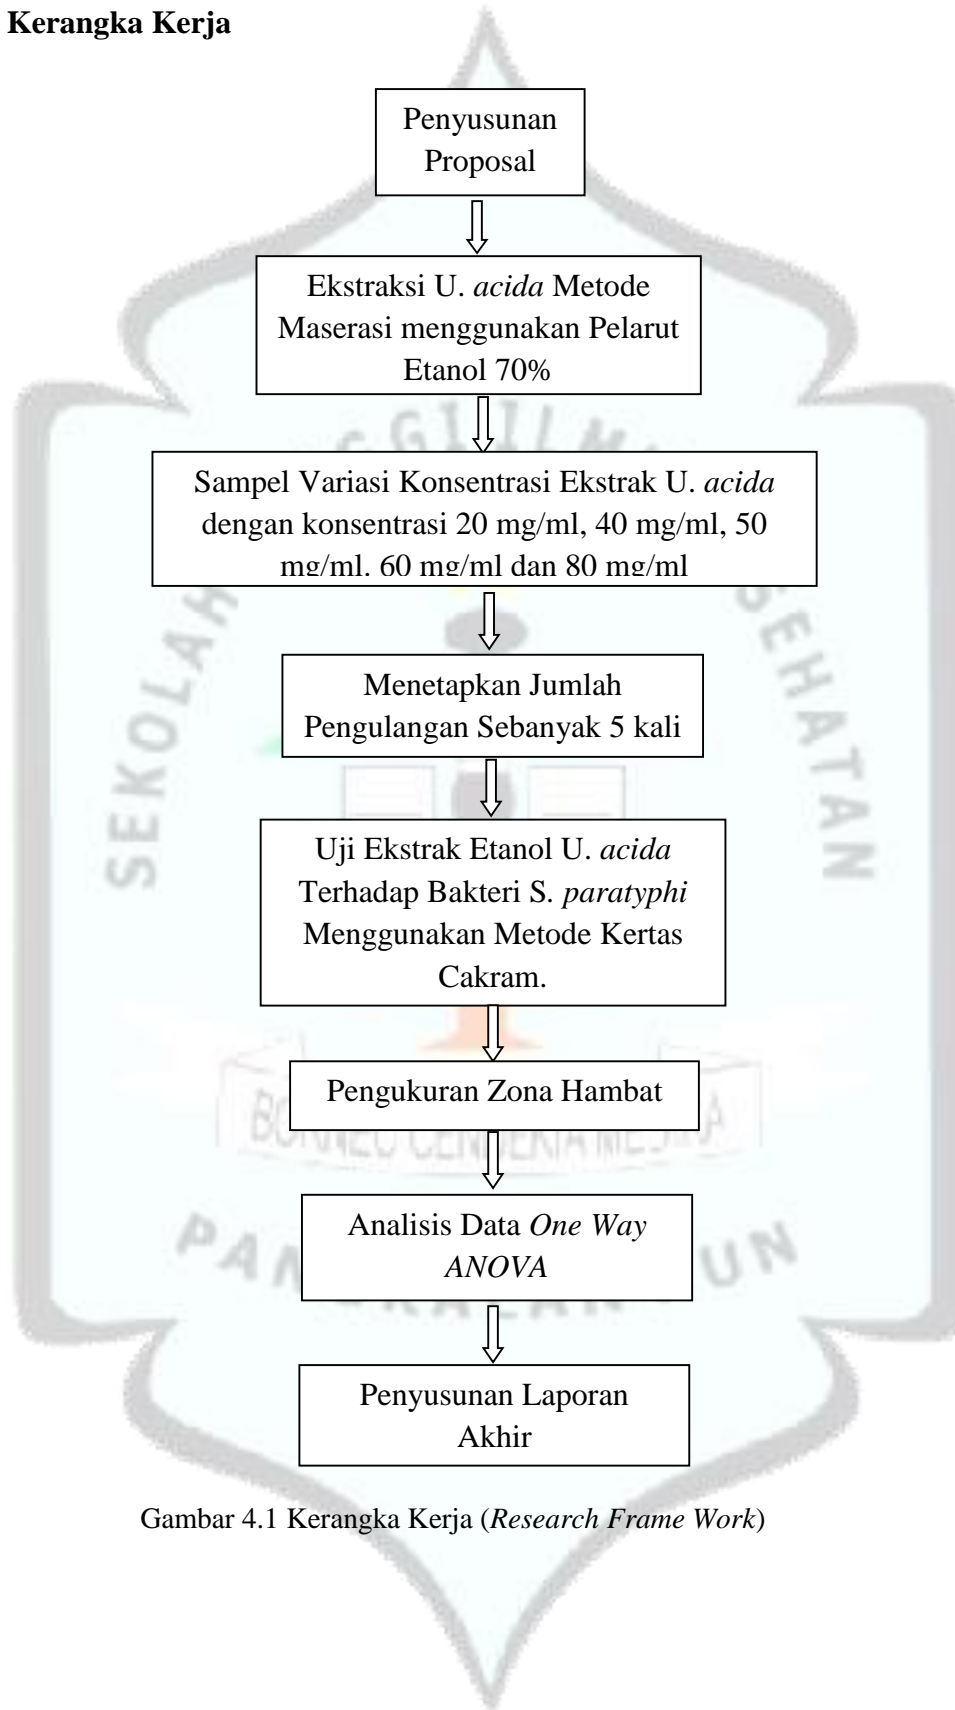 Kerangka Kerja
Penyusunan
Proposal
Ekstraksi U. acida Metode
Maserasi menggunakan Pelarut
Etanol 70%
Sampel Variasi Konsentrasi Ekstrak U. acida
dengan konsentrasi 20 mg/ml, 40 mg/ml, 50
mg/ml. 60 mg/ml dan 80 mg/ml
Menetapkan Jumlah
Pengulangan Sebanyak 5 kali
Uji Ekstrak Etanol U. acida
Terhadap Bakteri S. paratyphi
Menggunakan Metode Kertas
Cakram.
Pengukuran Zona Hambat
Analisis Data One Way
ANOVA
Penyusunan Laporan
Akhir
Gambar 4.1 Kerangka Kerja (Research Frame Work)
SEKOLAH